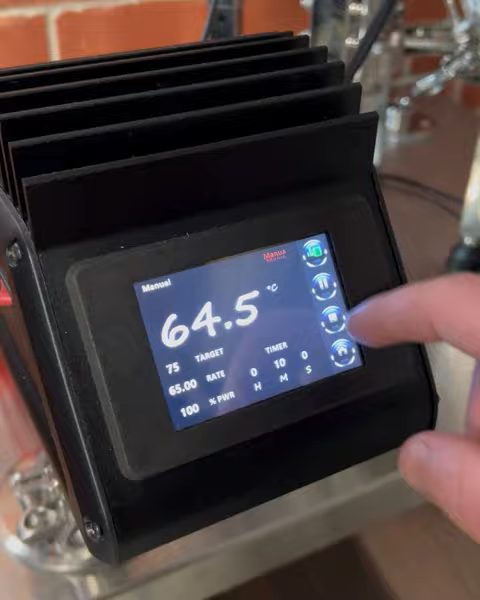 Manual
64.5 °C
75 TARGET
65.00 RATE
100 % PWR
TIMER
0 10 0
H M S